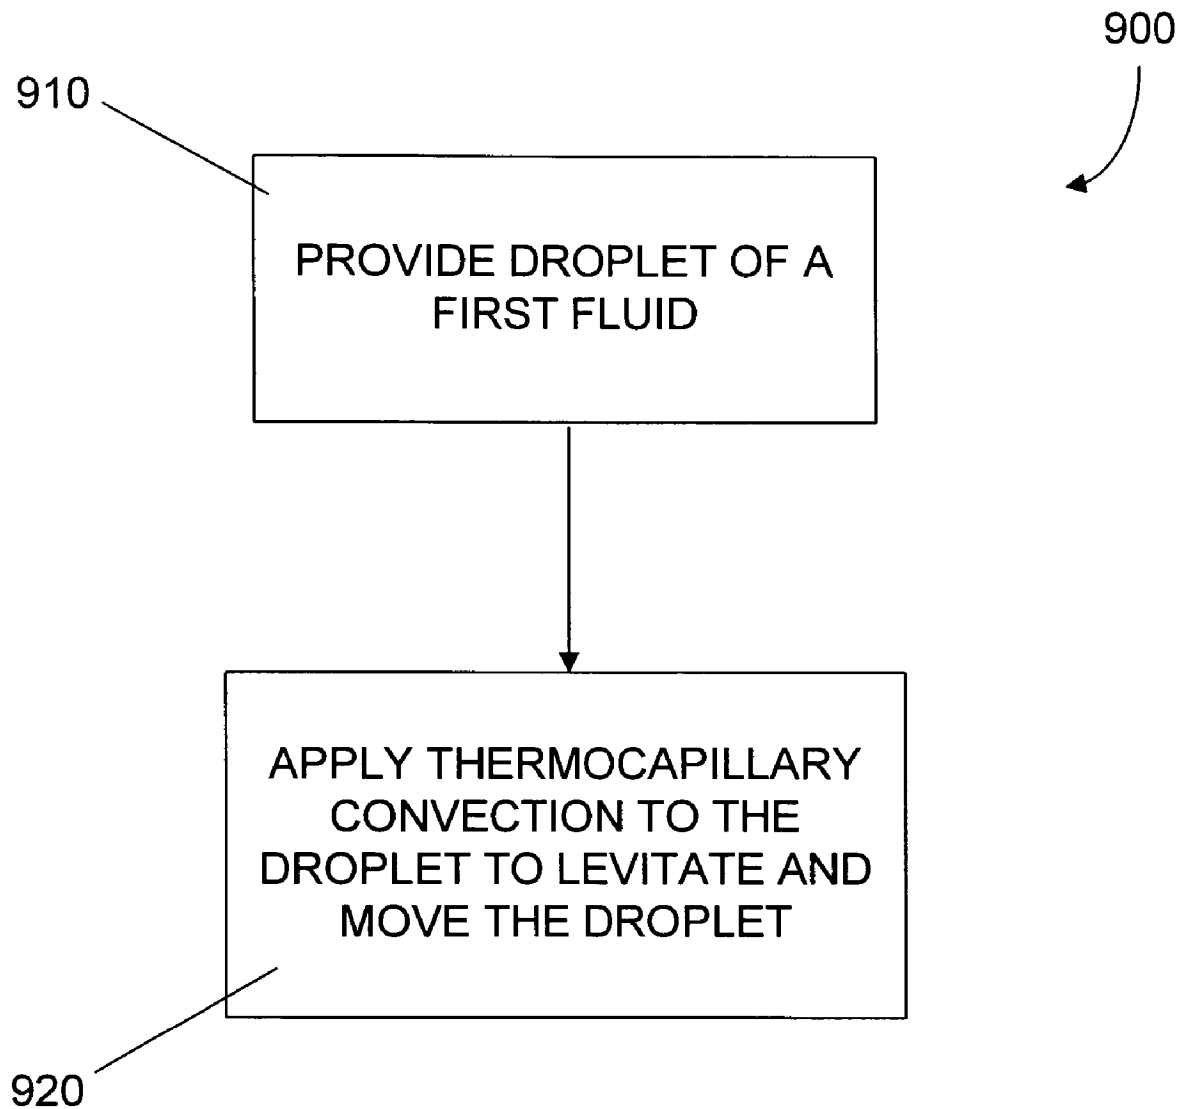 900
910
PROVIDE DROPLET OF A
FIRST FLUID
APPLY THERMOCAPILLARY
CONVECTION TO THE
DROPLET TO LEVITATE AND
MOVE THE DROPLET
920